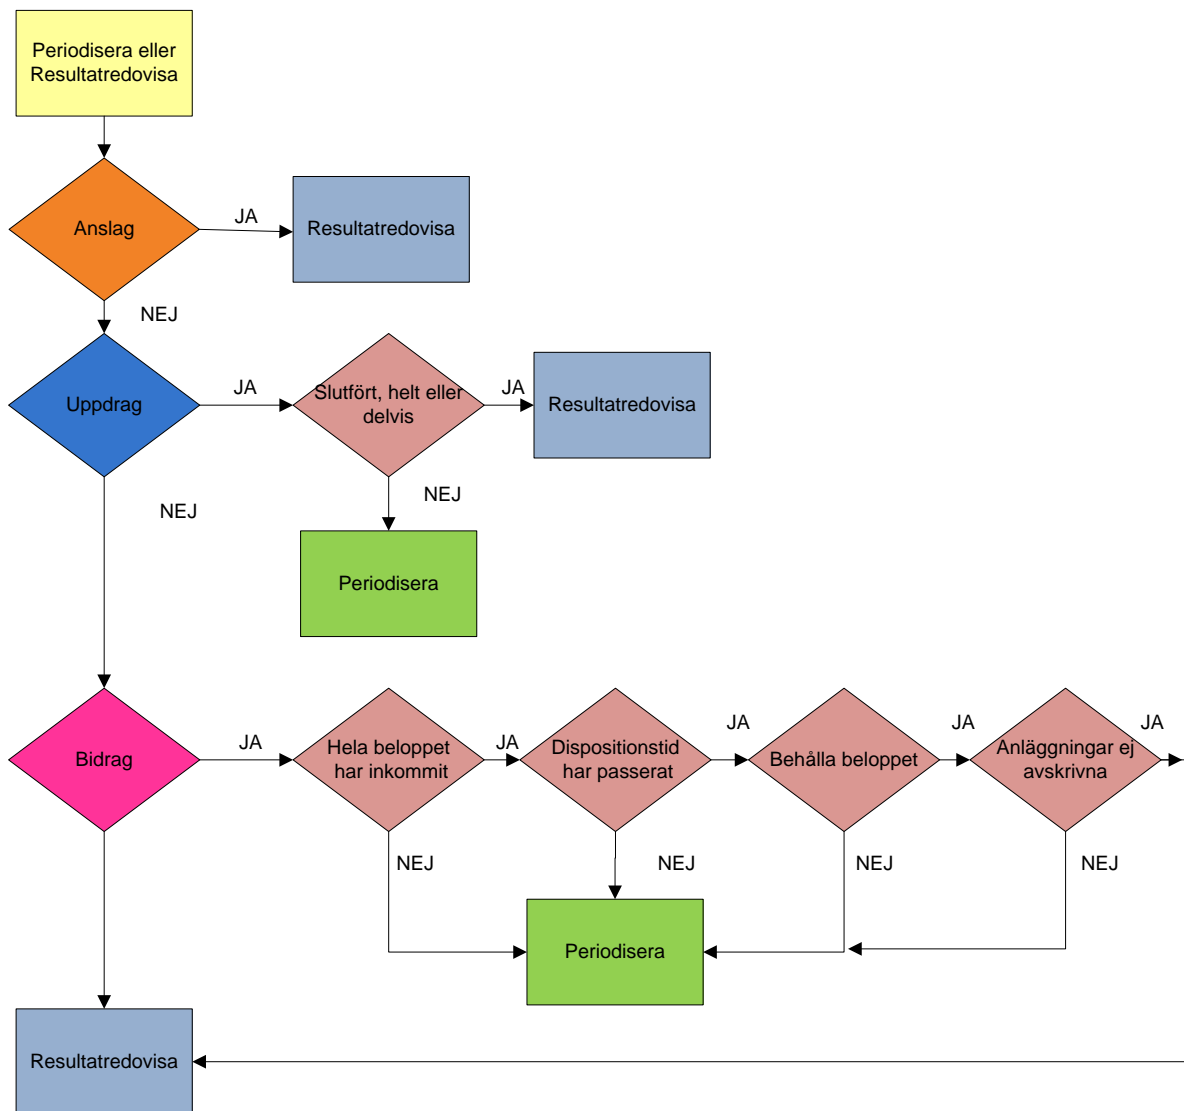 Periodisera eller
Resultatredovisa
Anslag
JA
Resultatredovisa
NEJ
Uppdrag
JA
Slutfört, helt eller
delvis
JA
Resultatredovisa
NEJ
NEJ
Periodisera
Bidrag
JA
Hela beloppet
har inkommit
JA
Dispositionstid
har passerat
JA
Behålla beloppet
JA
Anläggningar ej
avskrivna
JA
NEJ
NEJ
NEJ
NEJ
Periodisera
Resultatredovisa